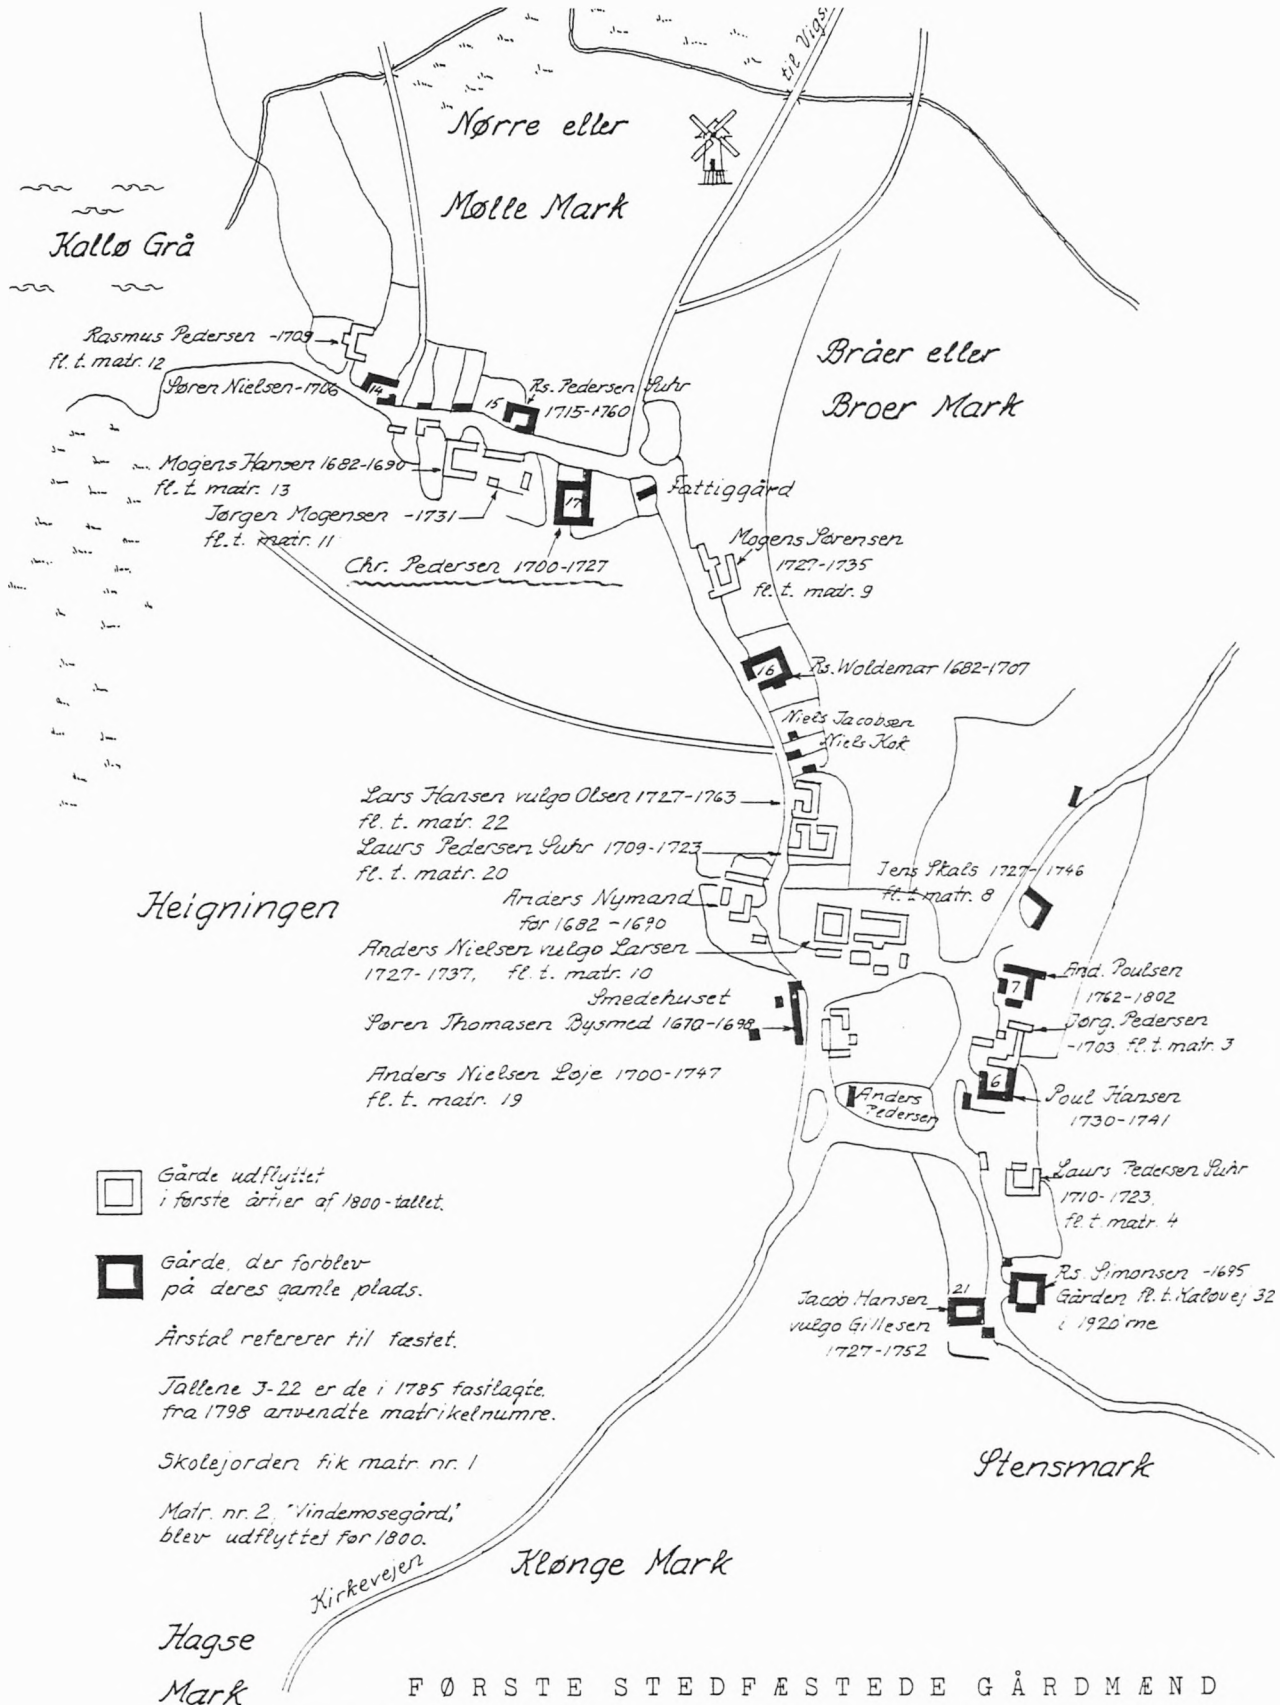 til Vigs
Nørre eller
Mølle Mark
Kallø Grå
Rasmus Pedersen -1709
fl. t. matr. 12
Søren Nielsen -1706
14
15
Rs. Pedersen Suhr
1715-1760
Bråer eller
Broer Mark
Mogens Hansen 1682-1690
fl. t. matr. 13
Jørgen Mogensen -1731
fl. t. matr. 11
17
Fattiggård
Chr. Pedersen 1700-1727
Mogens Sørensen
1727-1735
fl. t. matr. 9
16
Rs. Woldemar 1682-1707
Niels Jacobsen
Niels Kok
Lars Hansen vulgo Olsen 1727-1763
fl. t. matr. 22
Laurs Pedersen Suhr 1709-1723
fl. t. matr. 20
Jens Skals 1727-1746
fl. t matr. 8
Heigningen
Anders Nymand
før 1682 - 1690
Anders Nielsen vulgo Larsen
1727-1737, fl. t. matr. 10
Smedehuset
Søren Thomasen Bysmed 1670-1698
7
And. Poulsen
1762-1802
Jørg. Pedersen
-1703 fl. t. matr. 3
Anders Nielsen Loje 1700-1747
fl. t. matr. 19
Anders
Pedersen
6
Poul Hansen
1730-1741
Gårde udflyttet
i første årtier af 1800-tallet.
Laurs Pedersen Suhr
1710-1723,
fl. t. matr. 4
Gårde, der forblev
på deres gamle plads.
Rs. Simonsen -1695
Gården fl. t. Kaløvej 32
i 1920'rne
21
Jacob Hansen
vulgo Gillesen
1727-1752
Årstal refererer til fæstet.
Tallene 3-22 er de i 1785 fastlagte,
fra 1798 anvendte matrikelnumre.
Skolejorden fik matr. nr. 1
Stensmark
Matr. nr. 2, "Vindemosegård,"
blev udflyttet før 1800.
Kirkevejen
Klønge Mark
Hagse
Mark
FØRSTE STEDFÆSTEDE GÅRDMÆND